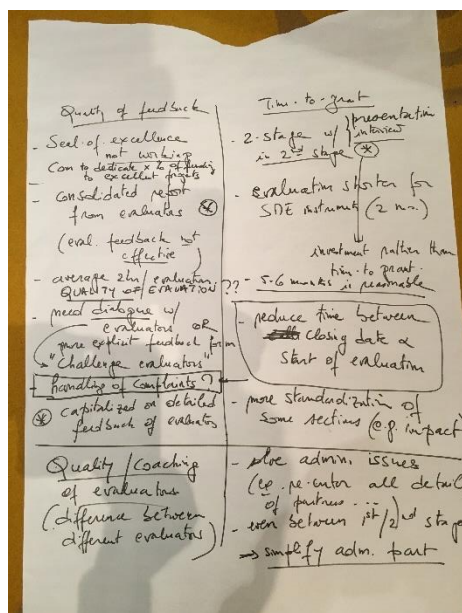 Quality of feedback
- Seal of excellence
not working
Com to dedicate x % of funding
to excellent projects
- consolidated report
from evaluators
(eval. feedback not
effective)
- average 2h/evaluation
QUALITY OF EVALUATION ??
- need dialogue w/
evaluators OR
more explicit feedback form
"challenge evaluators"
- handling of complaints?
* capitalized on detailed
feedback of evaluators
Quality/Coaching
of evaluators
(difference between
different evaluators)
Time-to-grant
- 2-stage w/ presentation
interview
in 2nd stage *
- evaluation shorter for
SME instrument (2 mo.)
investment rather than
time-to-grant.
- 5-6 months is reasonable
- reduce time between
closing date &
start of evaluation
- more standardization of
some sections (e.g. impact)
- solve admin. issues
(eg. re-enter all details
of partners ...)
- even between 1st/2nd stage
→ simplify adm. part